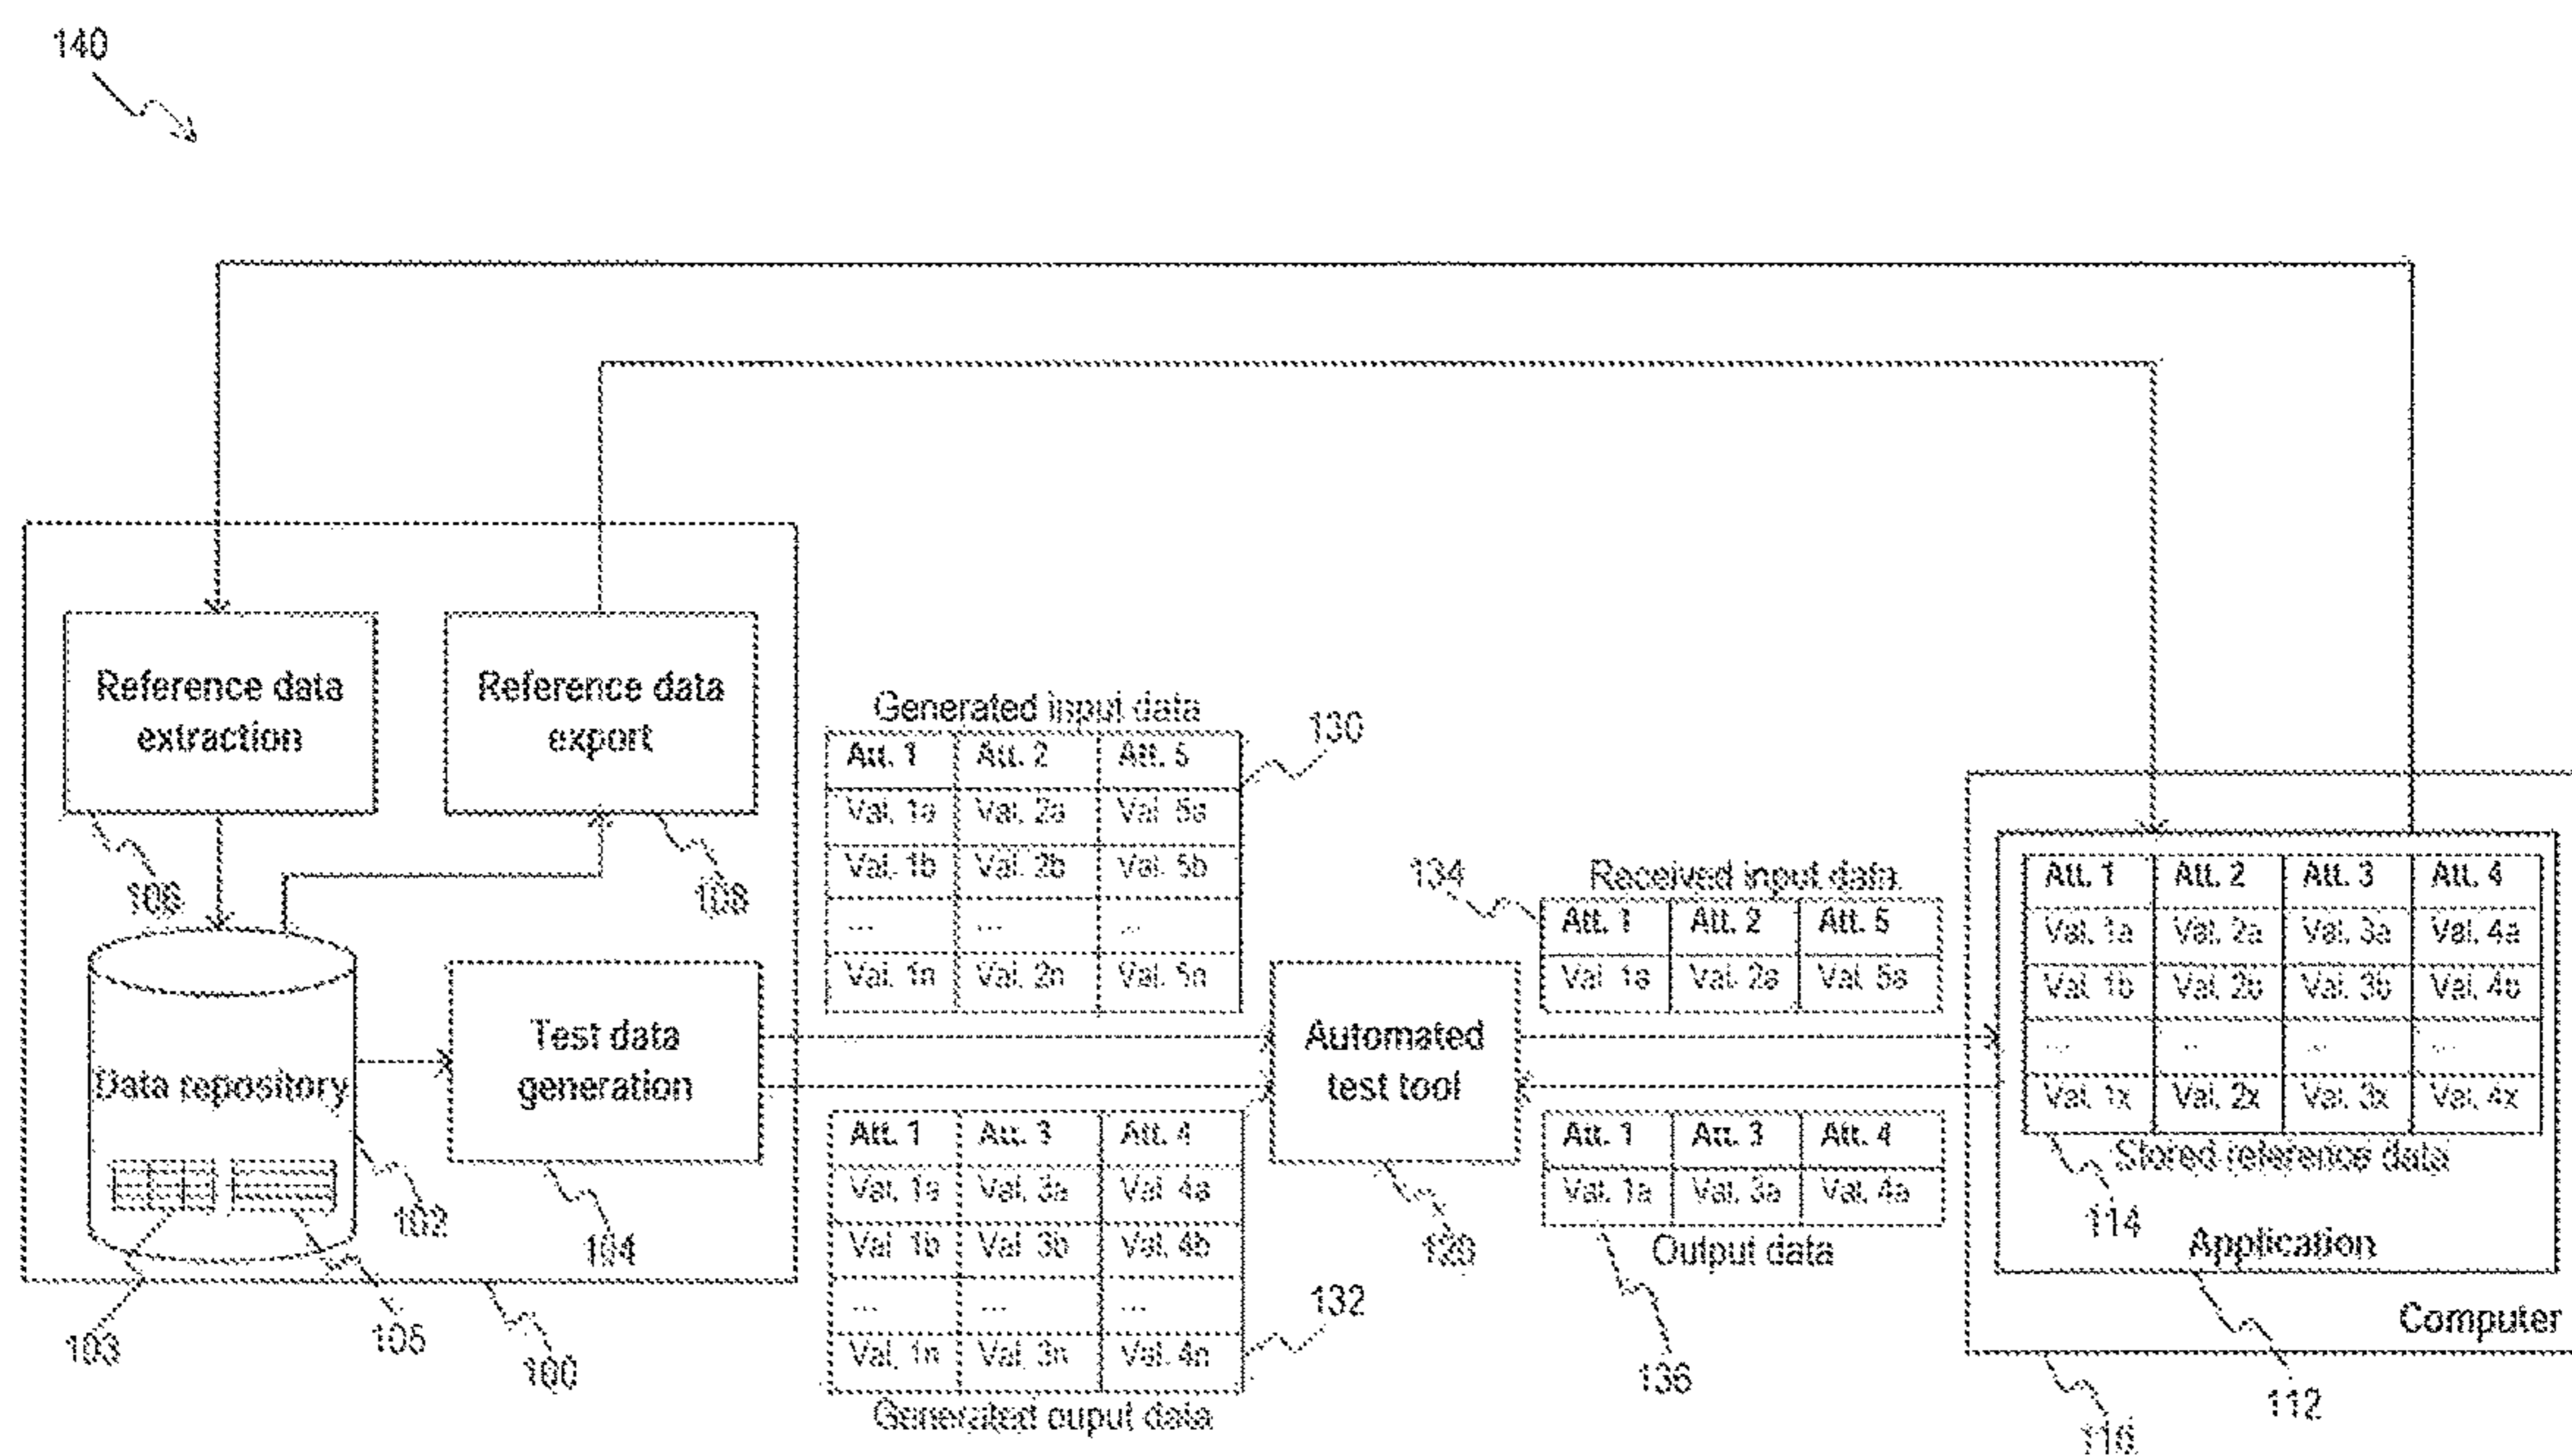 140
Reference data
extraction
Reference data
export
108
Data repository
102
103
105
Test data
generation
104
100
Generated input data
130
Att. 1 Att. 2 Att. 5
Val. 1a Val. 2a Val. 5a
Val. 1b Val. 2b Val. 5b
... ... ...
Val. 1n Val. 2n Val. 5n
Att. 1 Att. 3 Att. 4
Val. 1a Val. 3a Val. 4a
Val. 1b Val. 3b Val. 4b
... ... ...
Val. 1n Val. 3n Val. 4n
132
Generated ouput data
Automated
test tool
120
134
Received input data
Att. 1 Att. 2 Att. 5
Val. 1a Val. 2a Val. 5a
Att. 1 Att. 3 Att. 4
Val. 1a Val. 3a Val. 4a
Output data
136
Att. 1 Att. 2 Att. 3 Att. 4
Val. 1a Val. 2a Val. 3a Val. 4a
Val. 1b Val. 2b Val. 3b Val. 4b
... ... ... ...
Val. 1x Val. 2x Val. 3x Val. 4x
Stored reference data
114
Application
Computer
112